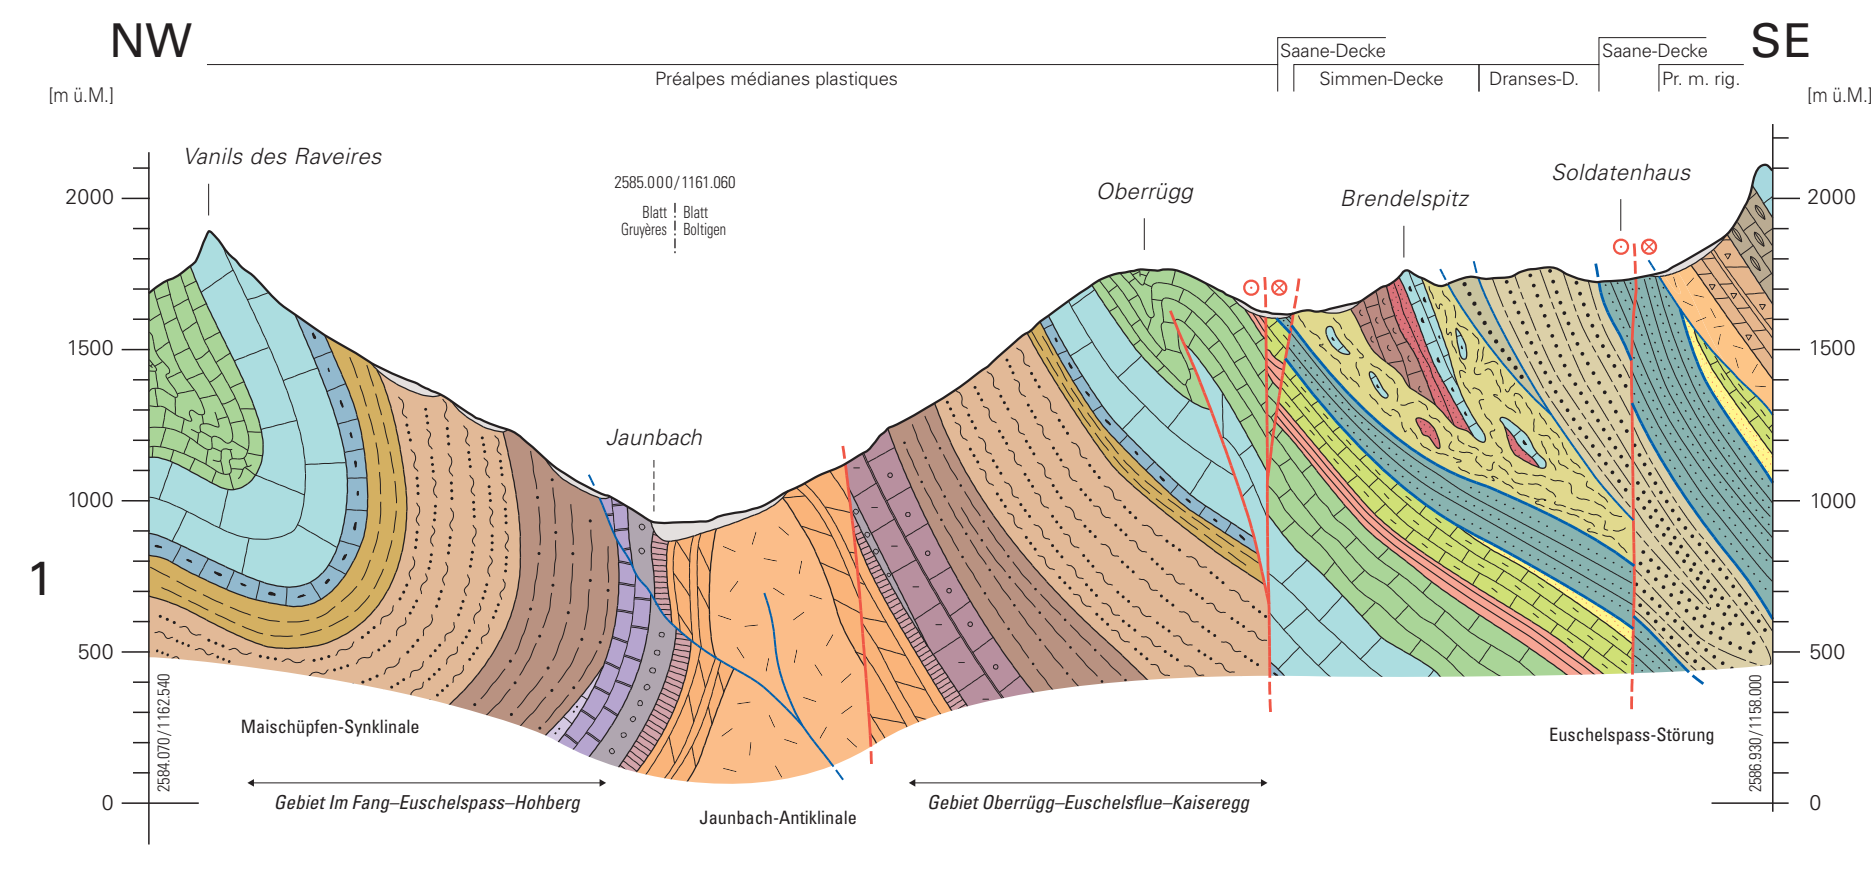 NW
SE
Saane-Decke
Saane-Decke
Préalpes médianes plastiques
Simmen-Decke
Dranses-D.
Pr. m. rig.
[m ü.M.]
[m ü.M.]
Vanils des Raveires
2585.000/1161.060
Blatt
Gruyères
Blatt
Boltigen
Oberrügg
Brendelspitz
Soldatenhaus
2000
2000
1500
1500
Jaunbach
1000
1000
1
500
500
2584.070/1162.540
2586.930/1158.000
Maischüpfen-Synklinale
Euschelspass-Störung
0
0
Gebiet Im Fang–Euschelspass–Hohberg
Gebiet Oberrügg–Euschelsflue–Kaiseregg
Jaunbach-Antiklinale